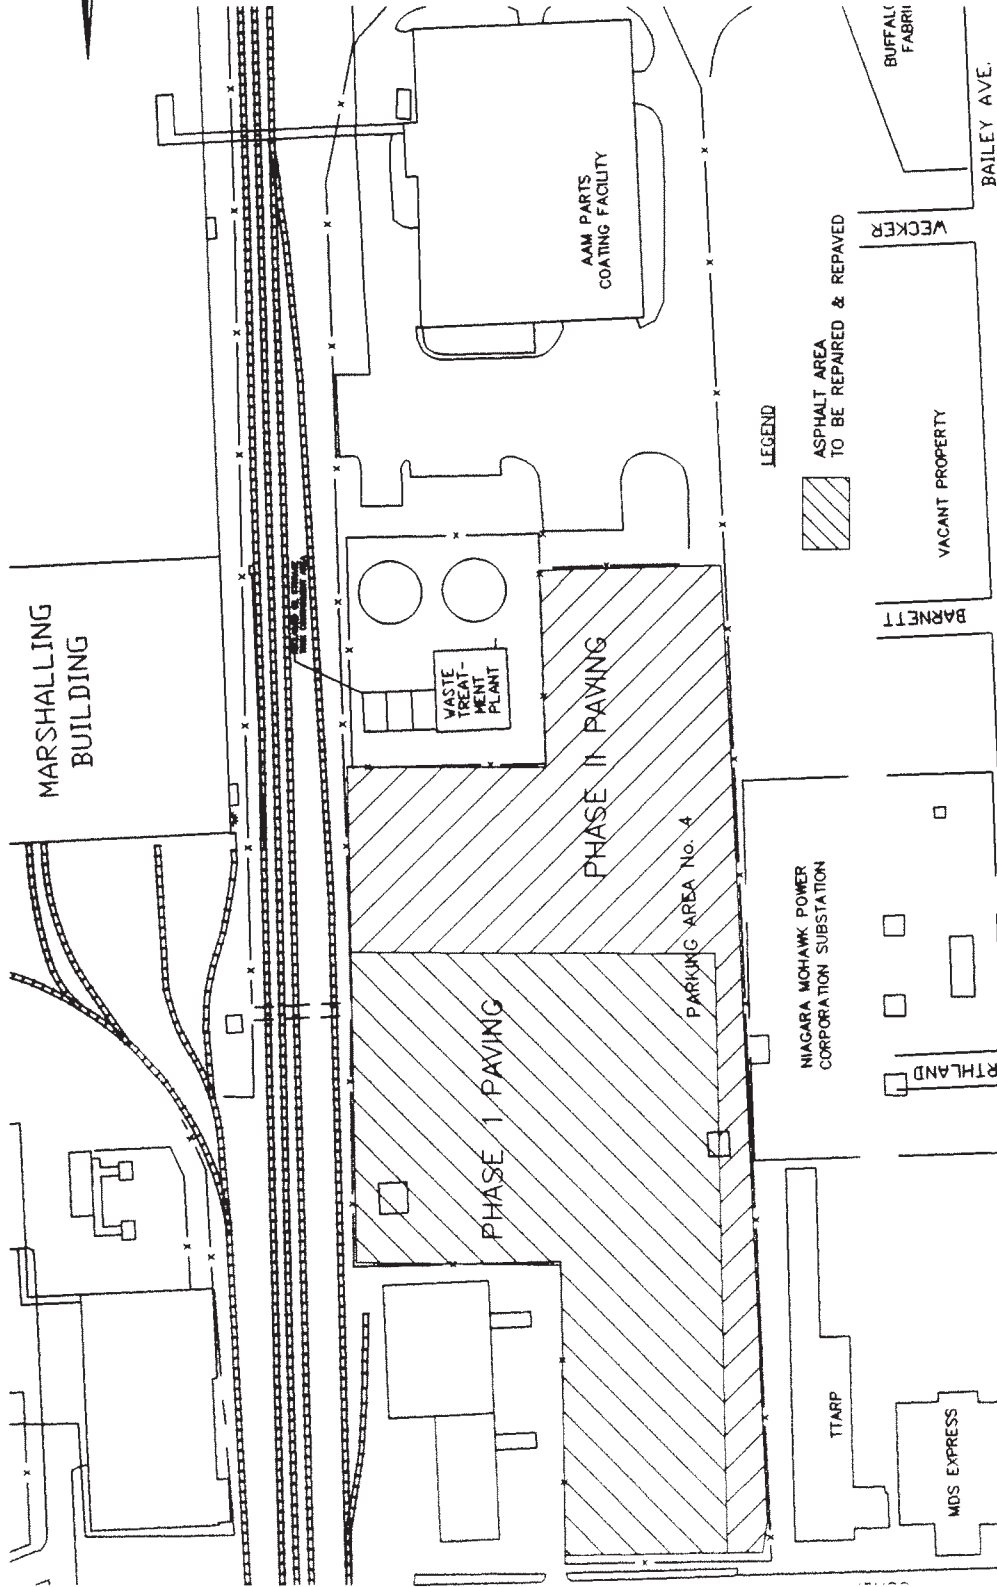 MARSHALLING
BUILDING
AAM PARTS
COATING FACILITY
BUFFALO
FABRI
BAILEY AVE.
WECKER
LEGEND
ASPHALT AREA
TO BE REPAIRED & REPAVED
VACANT PROPERTY
BARNETT
WASTE
TREAT-
MENT
PLANT
PHASE II PAVING
PARKING AREA No. 4
PHASE 1 PAVING
NIAGARA MOHAWK POWER
CORPORATION SUBSTATION
RTHLAND
TTARP
MDS EXPRESS